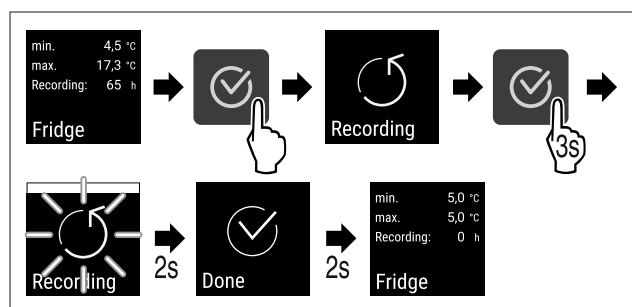 min. 4,5 °C
max. 17,3 °C
Recording: 65 h
Fridge
Recording
3s
Recording
2s
Done
2s
min. 5,0 °C
max. 5,0 °C
Recording: 0 h
Fridge